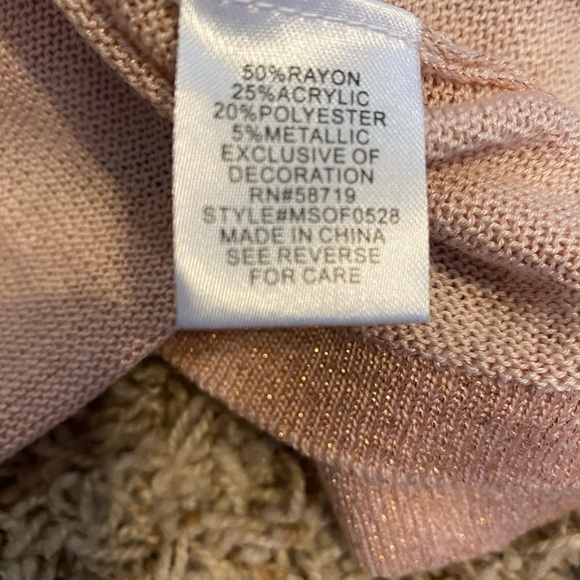 50%RAYON
25%ACRYLIC
20%POLYESTER
5%METALLIC
EXCLUSIVE OF
DECORATION
RN#58719
STYLE#MSOF0528
MADE IN CHINA
SEE REVERSE
FOR CARE